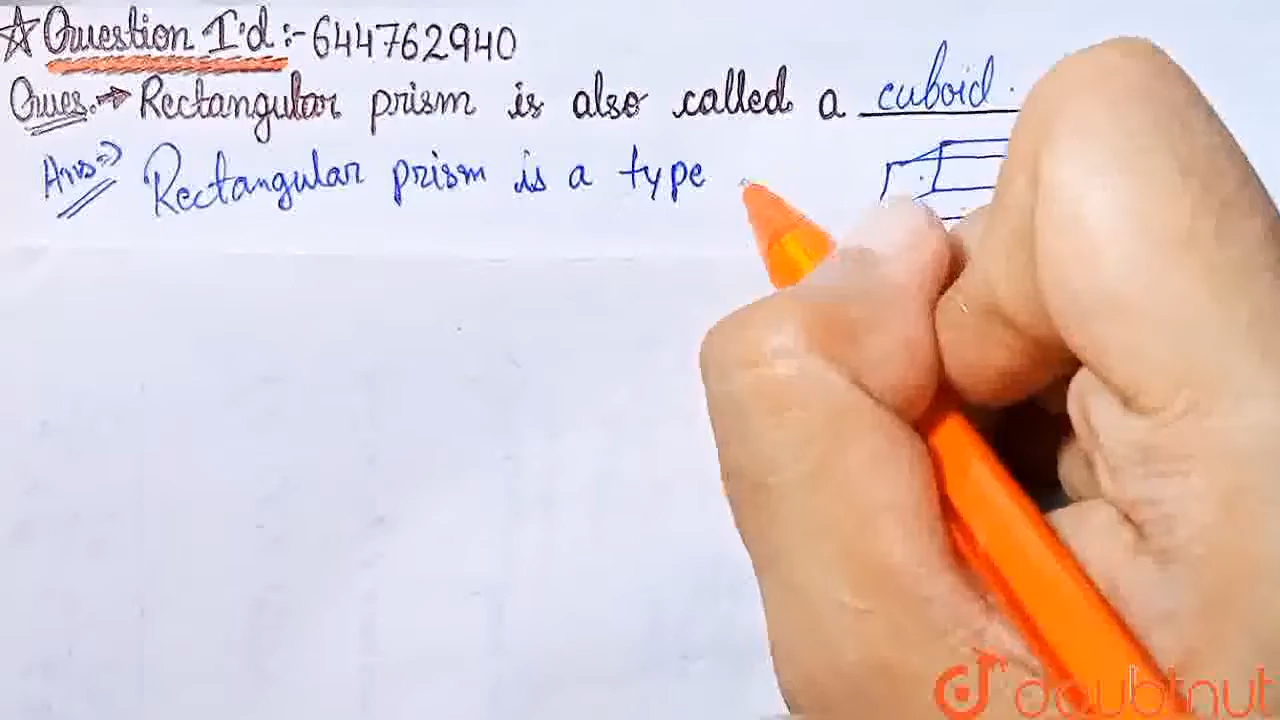 ☆ Question I'd :- 644762940
Ques. → Rectangular prism is also called a cuboid.
Ans ⇒ Rectangular prism is a type
doubtnut